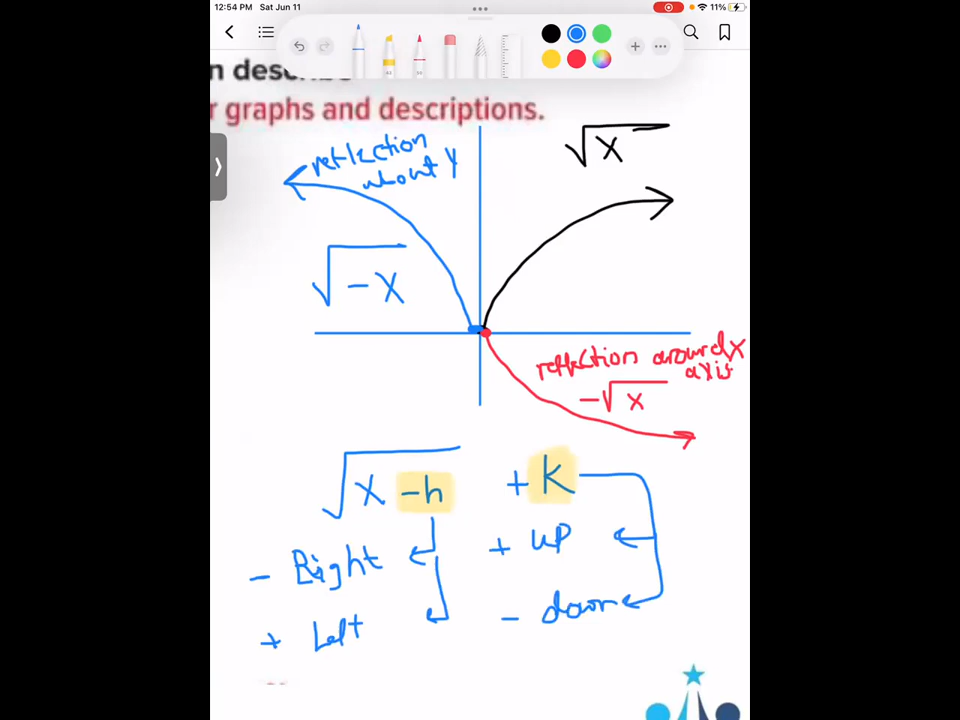 12:54 PM Sat Jun 11
11%
n describe
r graphs and descriptions.
√x
reflection
about y
√-x
reflection around x
axis
-√x
√x -h + K
- Right + up
+ Left - down